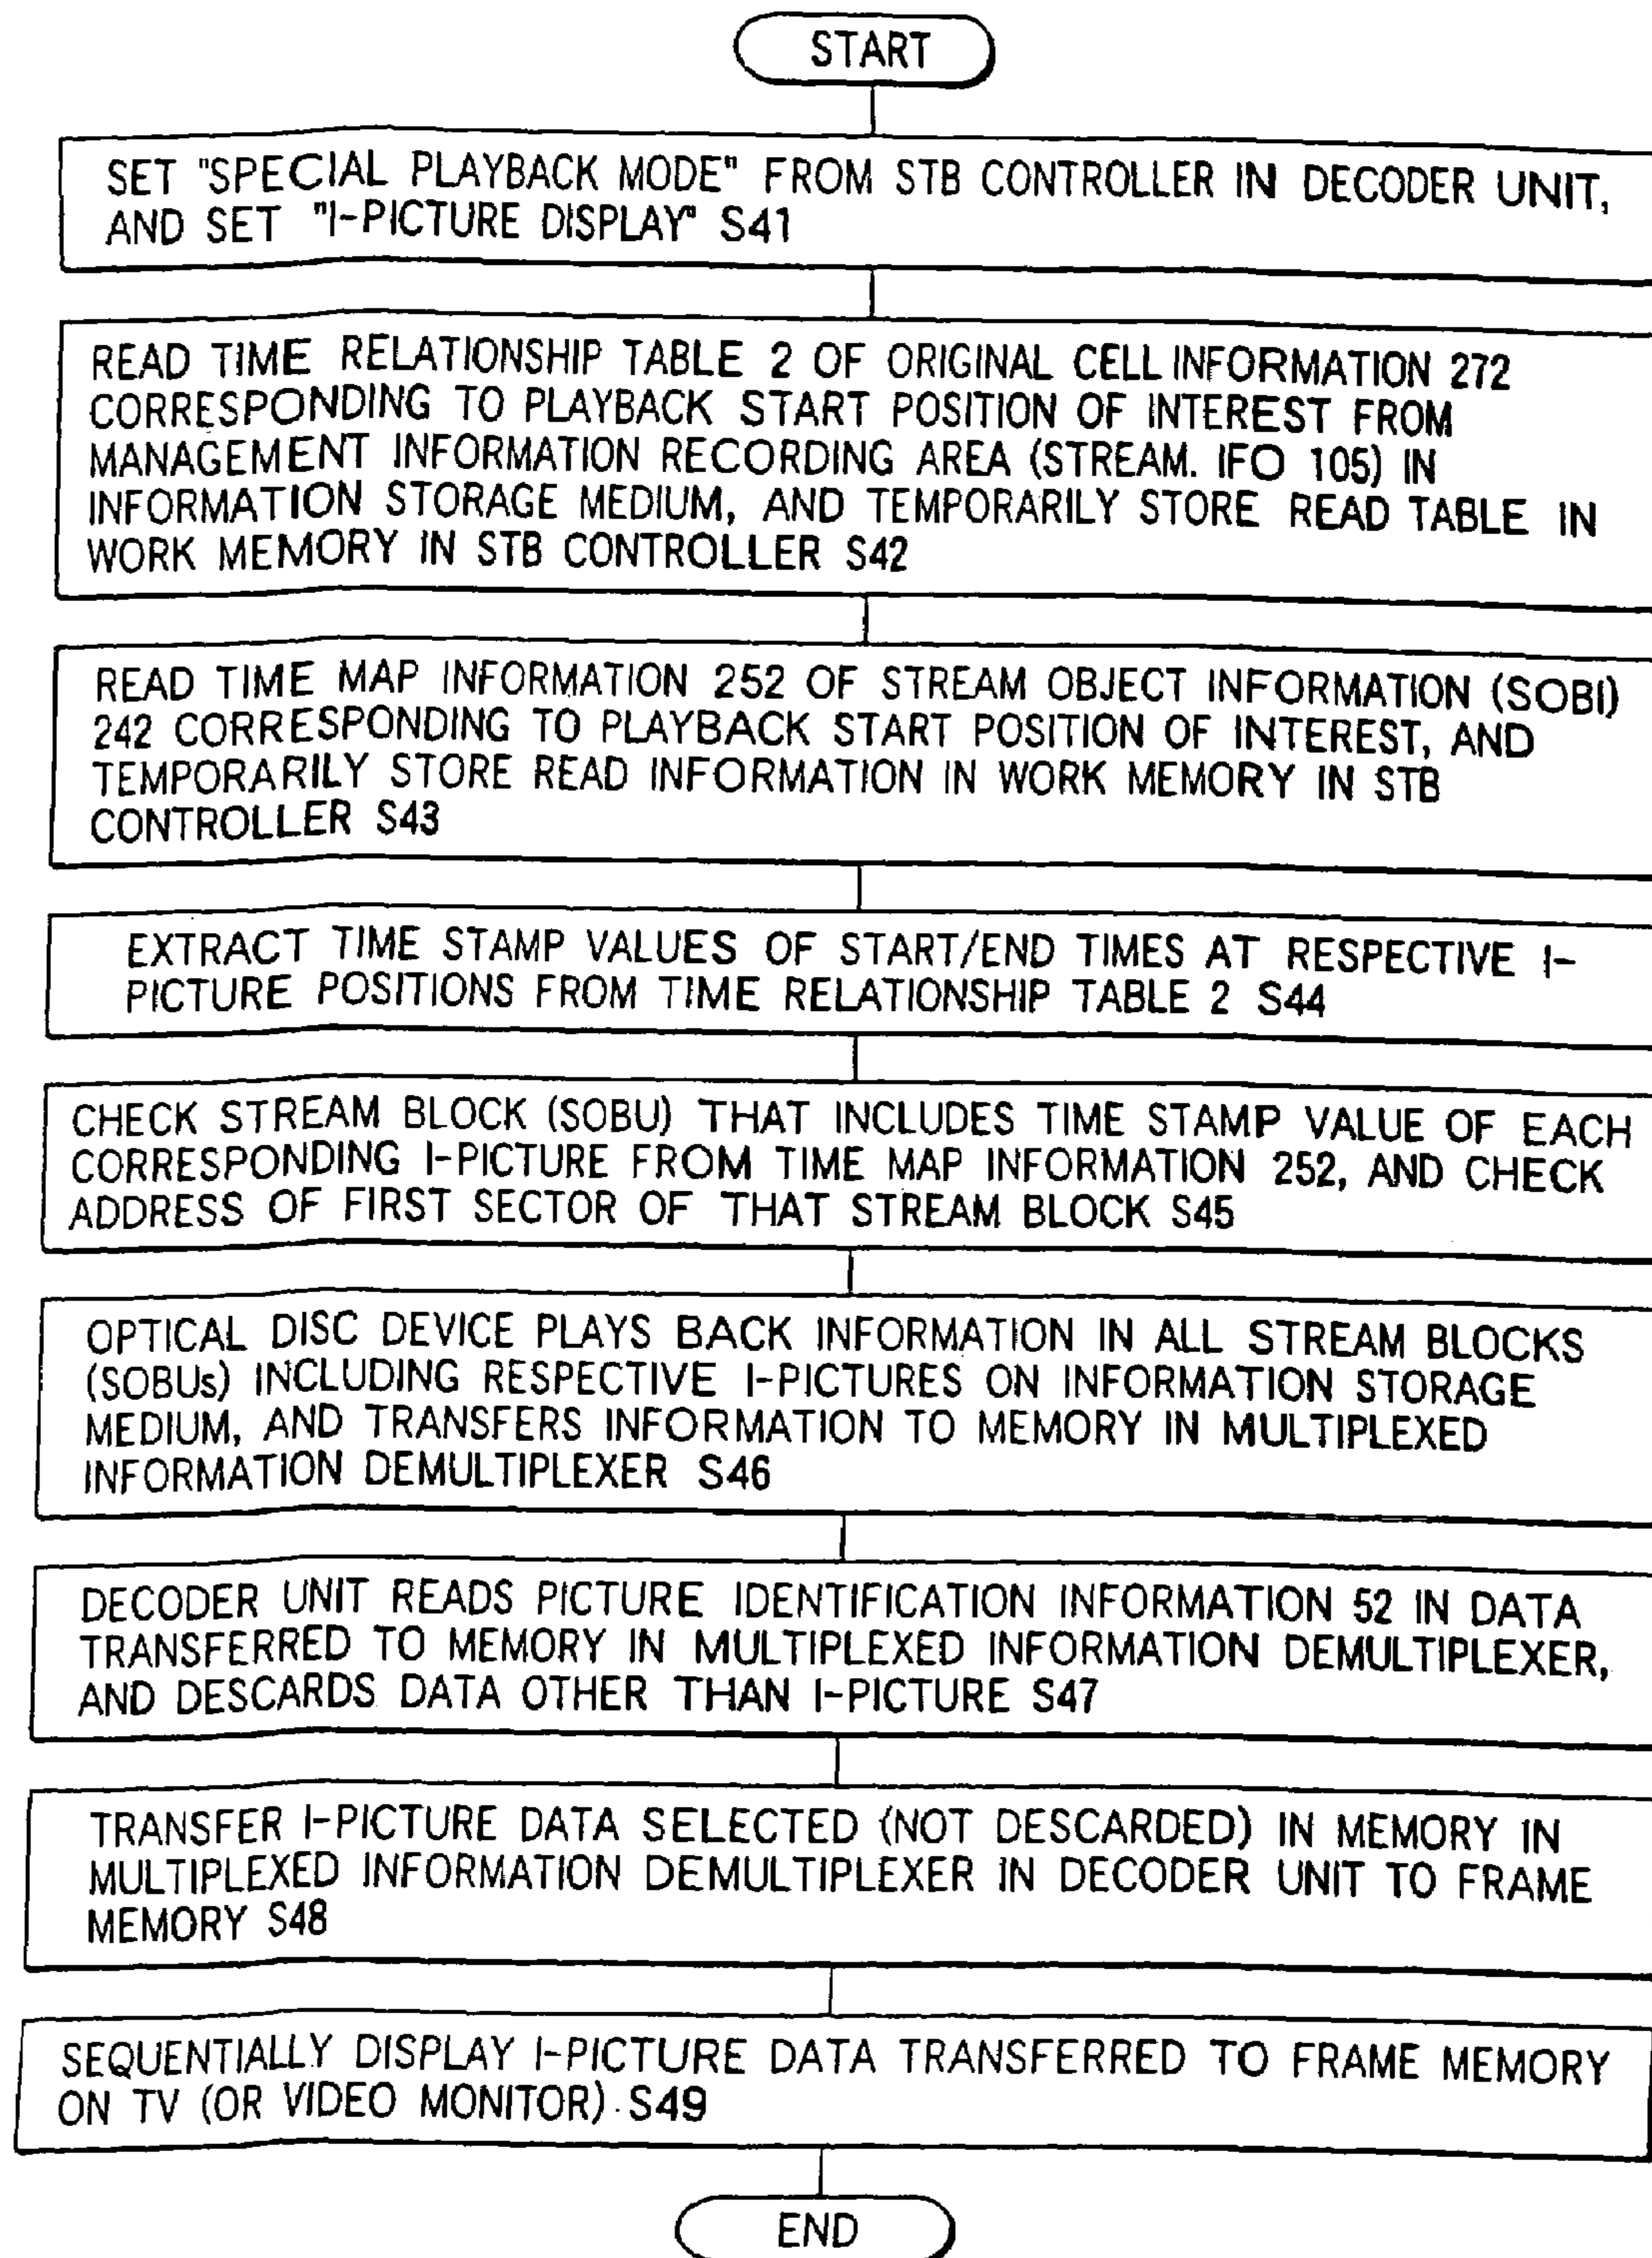 START
SET "SPECIAL PLAYBACK MODE" FROM STB CONTROLLER IN DECODER UNIT,
AND SET "I-PICTURE DISPLAY" S41
READ TIME RELATIONSHIP TABLE 2 OF ORIGINAL CELL INFORMATION 272
CORRESPONDING TO PLAYBACK START POSITION OF INTEREST FROM
MANAGEMENT INFORMATION RECORDING AREA (STREAM. IFO 105) IN
INFORMATION STORAGE MEDIUM, AND TEMPORARILY STORE READ TABLE IN
WORK MEMORY IN STB CONTROLLER S42
READ TIME MAP INFORMATION 252 OF STREAM OBJECT INFORMATION (SOBI)
242 CORRESPONDING TO PLAYBACK START POSITION OF INTEREST, AND
TEMPORARILY STORE READ INFORMATION IN WORK MEMORY IN STB
CONTROLLER S43
EXTRACT TIME STAMP VALUES OF START/END TIMES AT RESPECTIVE I-
PICTURE POSITIONS FROM TIME RELATIONSHIP TABLE 2 S44
CHECK STREAM BLOCK (SOBU) THAT INCLUDES TIME STAMP VALUE OF EACH
CORRESPONDING I-PICTURE FROM TIME MAP INFORMATION 252, AND CHECK
ADDRESS OF FIRST SECTOR OF THAT STREAM BLOCK S45
OPTICAL DISC DEVICE PLAYS BACK INFORMATION IN ALL STREAM BLOCKS
(SOBUs) INCLUDING RESPECTIVE I-PICTURES ON INFORMATION STORAGE
MEDIUM, AND TRANSFERS INFORMATION TO MEMORY IN MULTIPLEXED
INFORMATION DEMULTIPLEXER S46
DECODER UNIT READS PICTURE IDENTIFICATION INFORMATION 52 IN DATA
TRANSFERRED TO MEMORY IN MULTIPLEXED INFORMATION DEMULTIPLEXER,
AND DESCARDS DATA OTHER THAN I-PICTURE S47
TRANSFER I-PICTURE DATA SELECTED (NOT DESCARDED) IN MEMORY IN
MULTIPLEXED INFORMATION DEMULTIPLEXER IN DECODER UNIT TO FRAME
MEMORY S48
SEQUENTIALLY DISPLAY I-PICTURE DATA TRANSFERRED TO FRAME MEMORY
ON TV (OR VIDEO MONITOR) S49
END